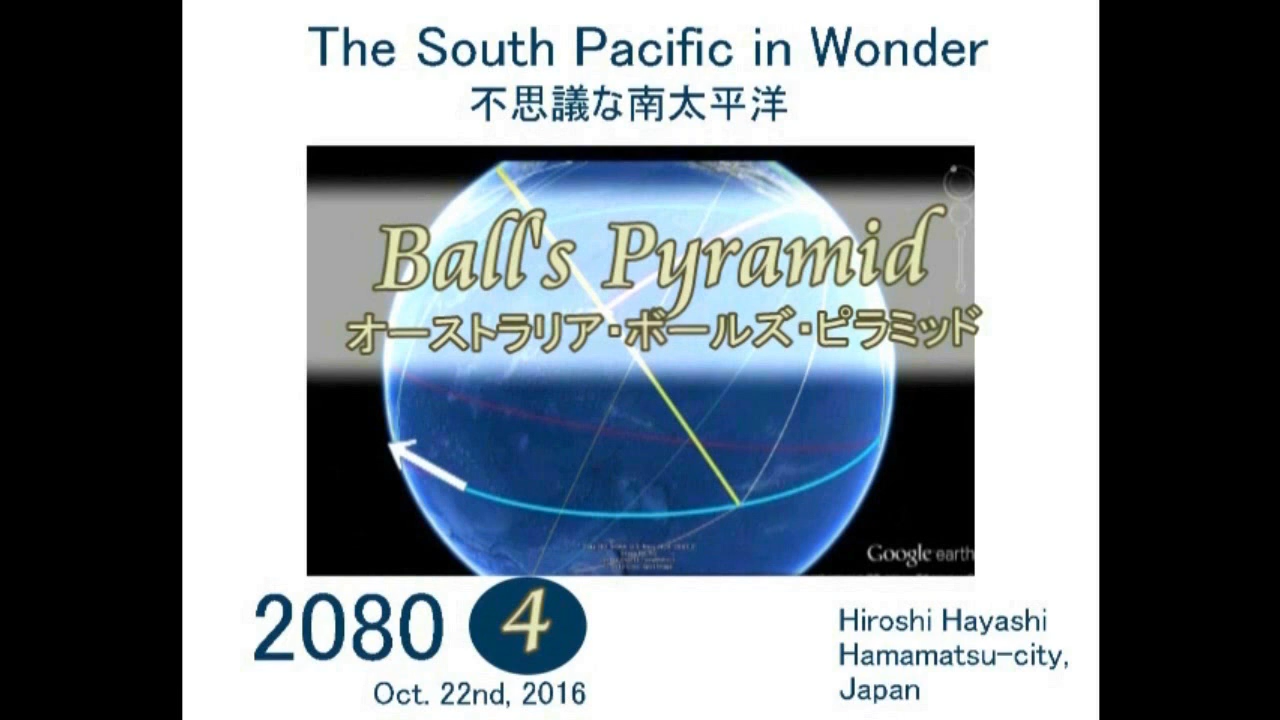 The South Pacific in Wonder
不思議な南太平洋
Ball's Pyramid
オーストラリア・ボールズ・ピラミッド
Google earth
2080 4
Oct. 22nd, 2016
Hiroshi Hayashi
Hamamatsu-city,
Japan